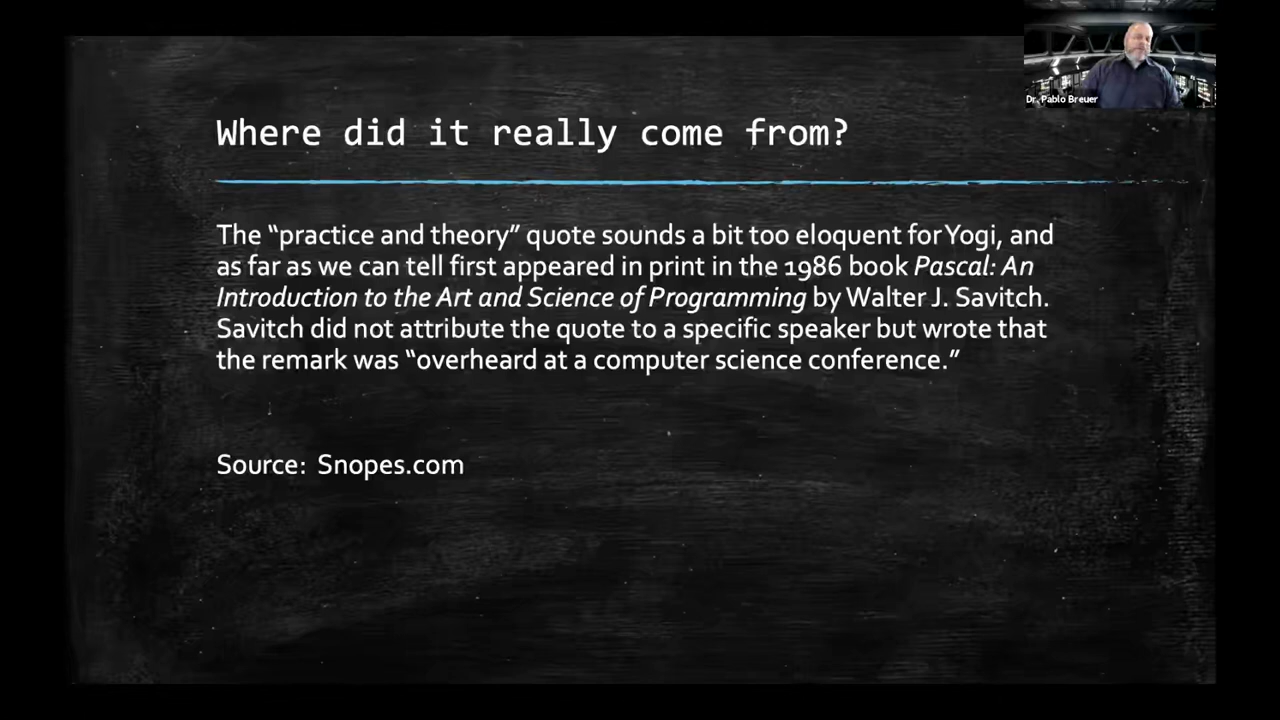 Dr. Pablo Breuer
Where did it really come from?
The “practice and theory” quote sounds a bit too eloquent for Yogi, and
as far as we can tell first appeared in print in the 1986 book Pascal: An
Introduction to the Art and Science of Programming by Walter J. Savitch.
Savitch did not attribute the quote to a specific speaker but wrote that
the remark was “overheard at a computer science conference.”
Source: Snopes.com